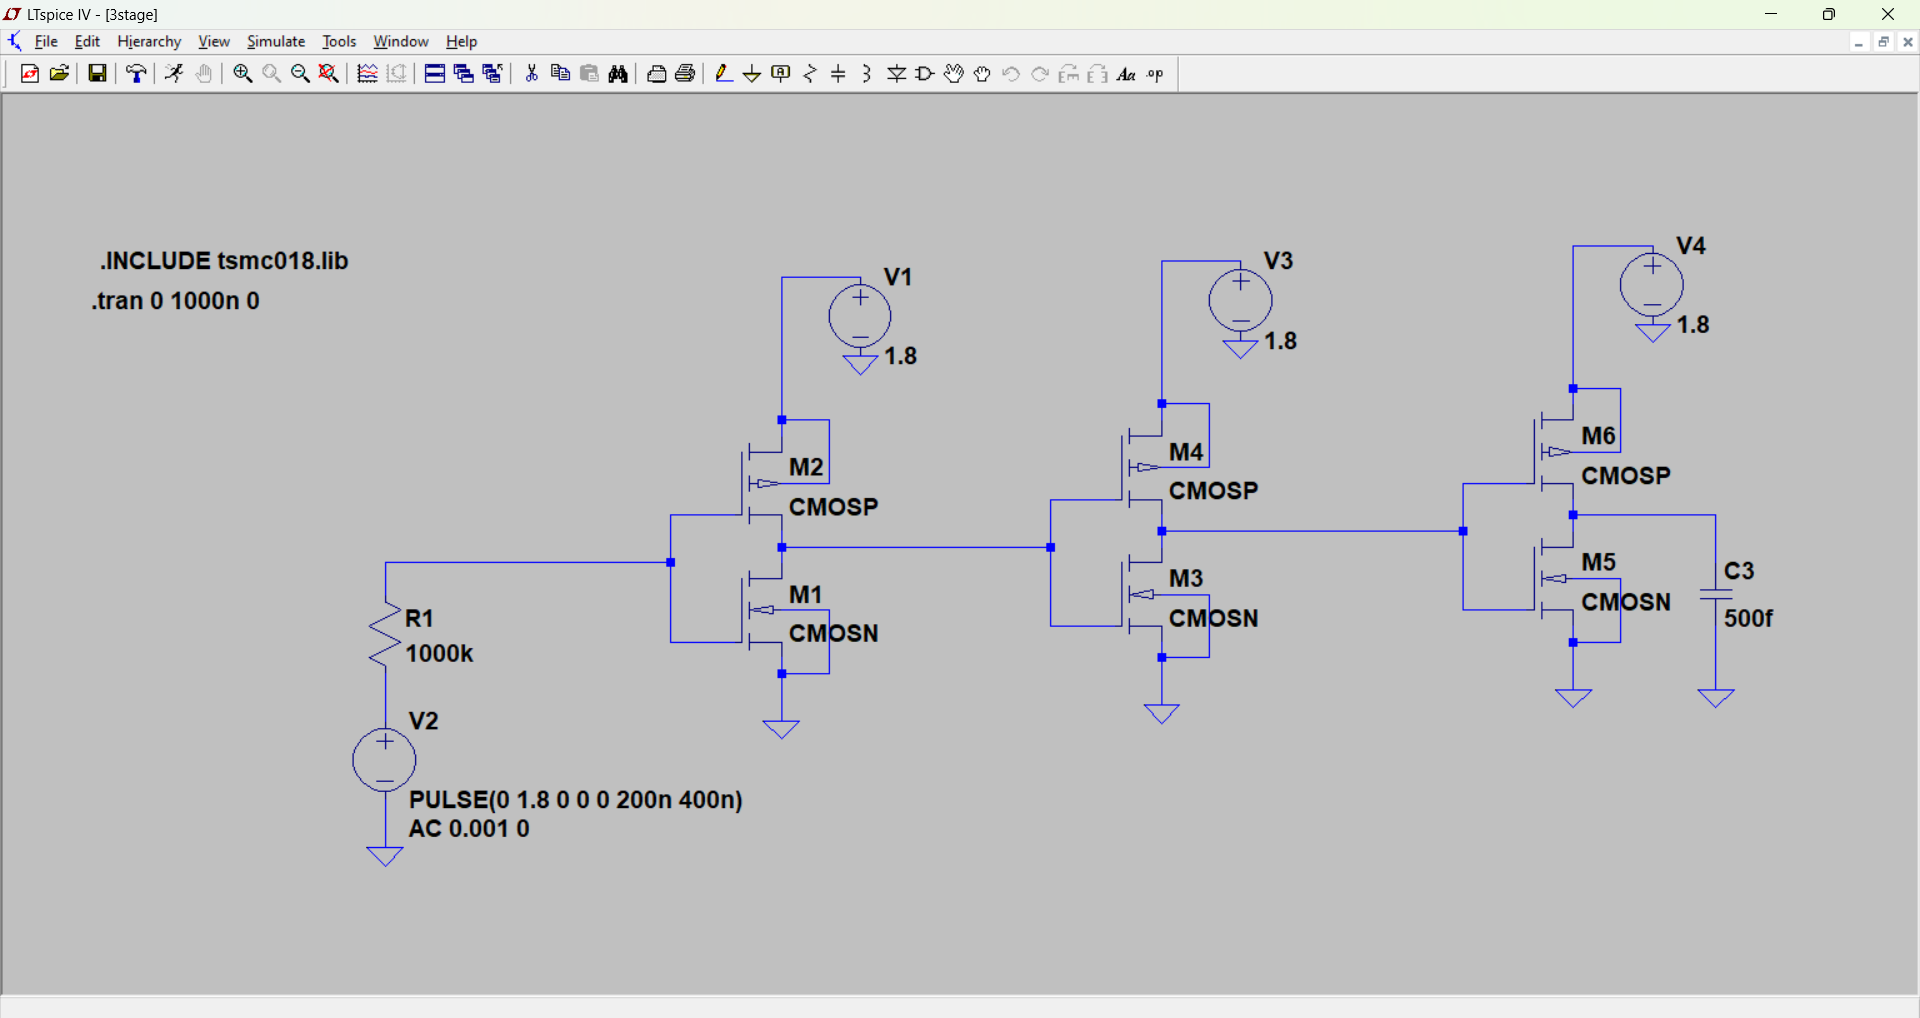 LTspice IV - [3stage]
File Edit Hierarchy View Simulate Tools Window Help
.INCLUDE tsmc018.lib
.tran 0 1000n 0
V1
1.8
V3
1.8
V4
1.8
M2
CMOSP
M4
CMOSP
M6
CMOSP
M1
CMOSN
M3
CMOSN
M5
CMOSN
C3
500f
R1
1000k
V2
PULSE(0 1.8 0 0 0 200n 400n)
AC 0.001 0
Aa .op